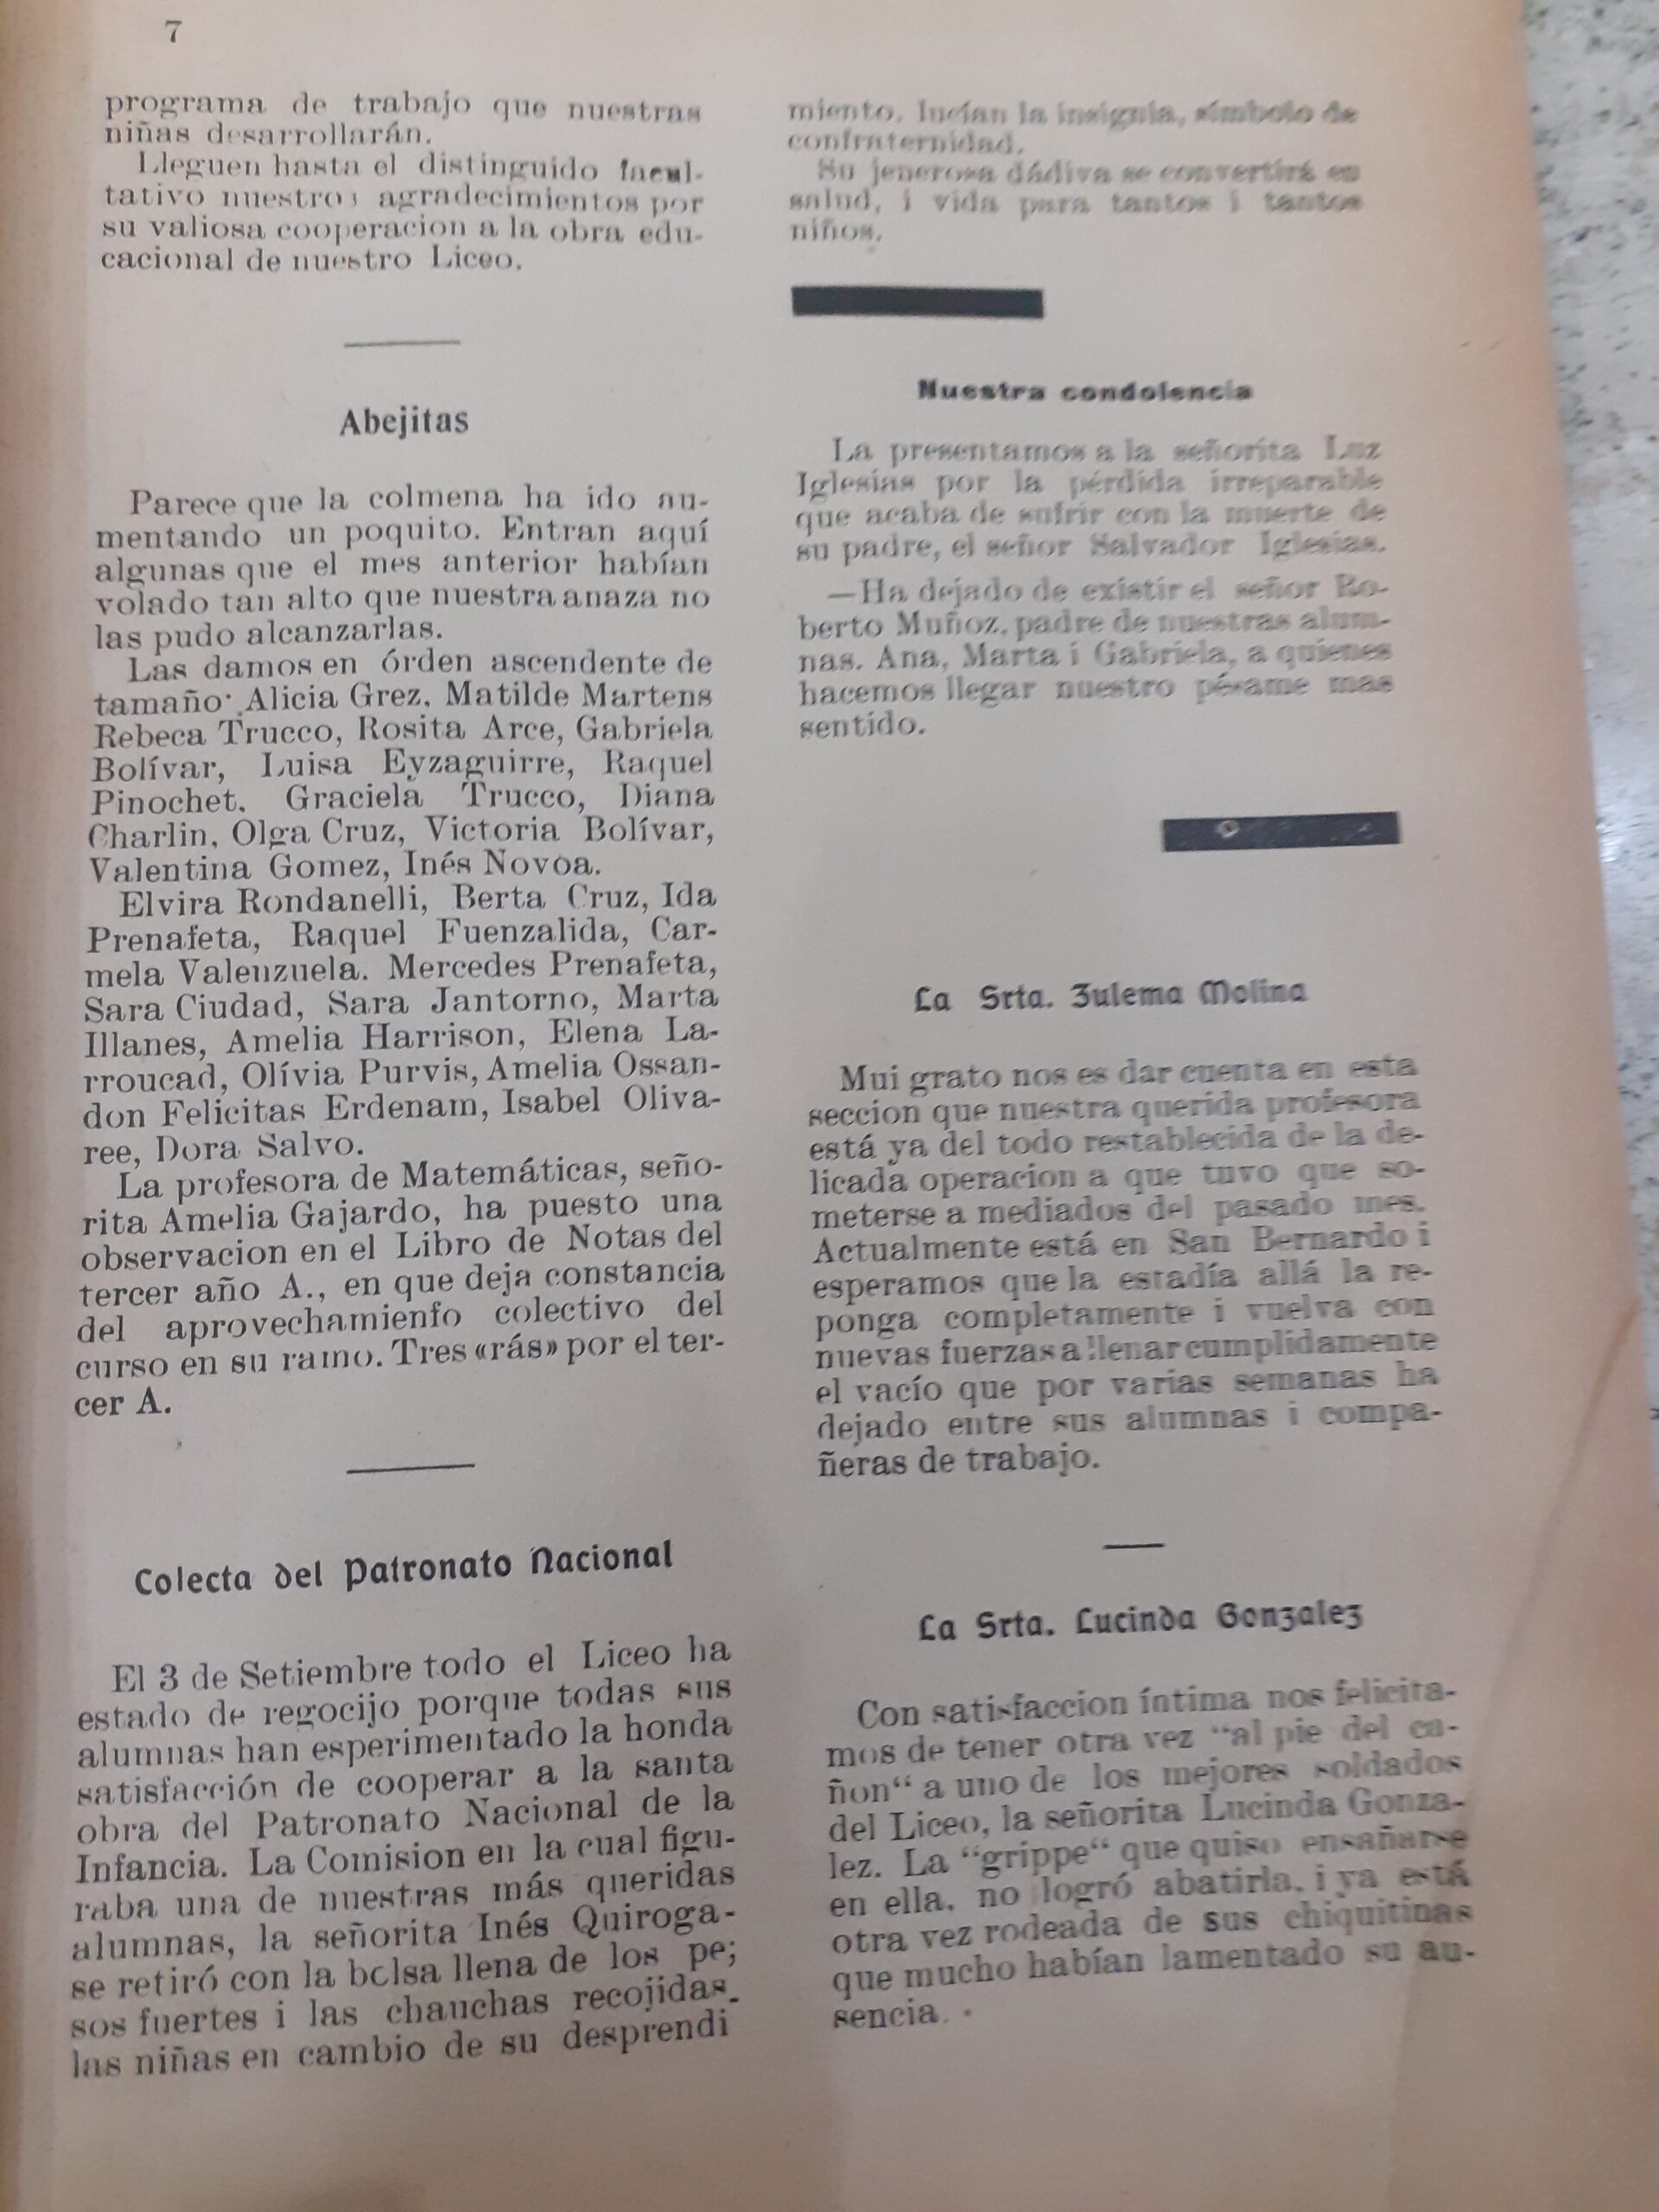 7
programa de trabajo que nuestras
niñas desarrollarán.
Lleguen hasta el distinguido facul-
tativo nuestros agradecimientos por
su valiosa cooperacion a la obra edu-
cacional de nuestro Liceo.
Abejitas
Parece que la colmena ha ido au-
mentando un poquito. Entran aquí
algunas que el mes anterior habían
volado tan alto que nuestra anaza no
las pudo alcanzarlas.
Las damos en órden ascendente de
tamaño: Alicia Grez, Matilde Martens
Rebeca Trucco, Rosita Arce, Gabriela
Bolívar, Luisa Eyzaguirre, Raquel
Pinochet, Graciela Trucco, Diana
Charlin, Olga Cruz, Victoria Bolívar,
Valentina Gomez, Inés Novoa.
Elvira Rondanelli, Berta Cruz, Ida
Prenafeta, Raquel Fuenzalida, Car-
mela Valenzuela. Mercedes Prenafeta,
Sara Ciudad, Sara Jantorno, Marta
Illanes, Amelia Harrison, Elena La-
rroucad, Olívia Purvis, Amelia Ossan-
don Felicitas Erdenam, Isabel Oliva-
ree, Dora Salvo.
La profesora de Matemáticas, seño-
rita Amelia Gajardo, ha puesto una
observacion en el Libro de Notas del
tercer año A., en que deja constancia
del aprovechamienfo colectivo del
curso en su ramo. Tres «rás» por el ter-
cer A.
Colecta del Patronato Nacional
El 3 de Setiembre todo el Liceo ha
estado de regocijo porque todas sus
alumnas han esperimentado la honda
satisfacción de cooperar a la santa
obra del Patronato Nacional de la
Infancia. La Comision en la cual figu-
raba una de nuestras más queridas
alumnas, la señorita Inés Quiroga-
se retiró con la bolsa llena de los pe;
sos fuertes i las chauchas recojidas_
las niñas en cambio de su desprendi
miento, lucían la insignia, símbolo de
confraternidad.
Su jenerosa dádiva se convertirá en
salud, i vida para tantos i tantos
niños.
Nuestra condolencia
La presentamos a la señorita Luz
Iglesias por la pérdida irreparable
que acaba de sufrir con la muerte de
su padre, el señor Salvador Iglesias.
—Ha dejado de existir el señor Ro-
berto Muñoz, padre de nuestras alum-
nas. Ana, Marta i Gabriela, a quienes
hacemos llegar nuestro pésame mas
sentido.
La Srta. Zulema Molina
Mui grato nos es dar cuenta en esta
seccion que nuestra querida profesora
está ya del todo restablecida de la de-
licada operacion a que tuvo que so-
meterse a mediados del pasado mes.
Actualmente está en San Bernardo i
esperamos que la estadía allá la re-
ponga completamente i vuelva con
nuevas fuerzas a llenar cumplidamente
el vacío que por varias semanas ha
dejado entre sus alumnas i compa-
ñeras de trabajo.
La Srta. Lucinda Gonzalez
Con satisfaccion íntima nos felicita-
mos de tener otra vez "al pie del ca-
ñon" a uno de los mejores soldados
del Liceo, la señorita Lucinda Gonza-
lez. La "grippe" que quiso ensañarse
en ella, no logró abatirla, i ya está
otra vez rodeada de sus chiquitinas
que mucho habían lamentado su au-
sencia.